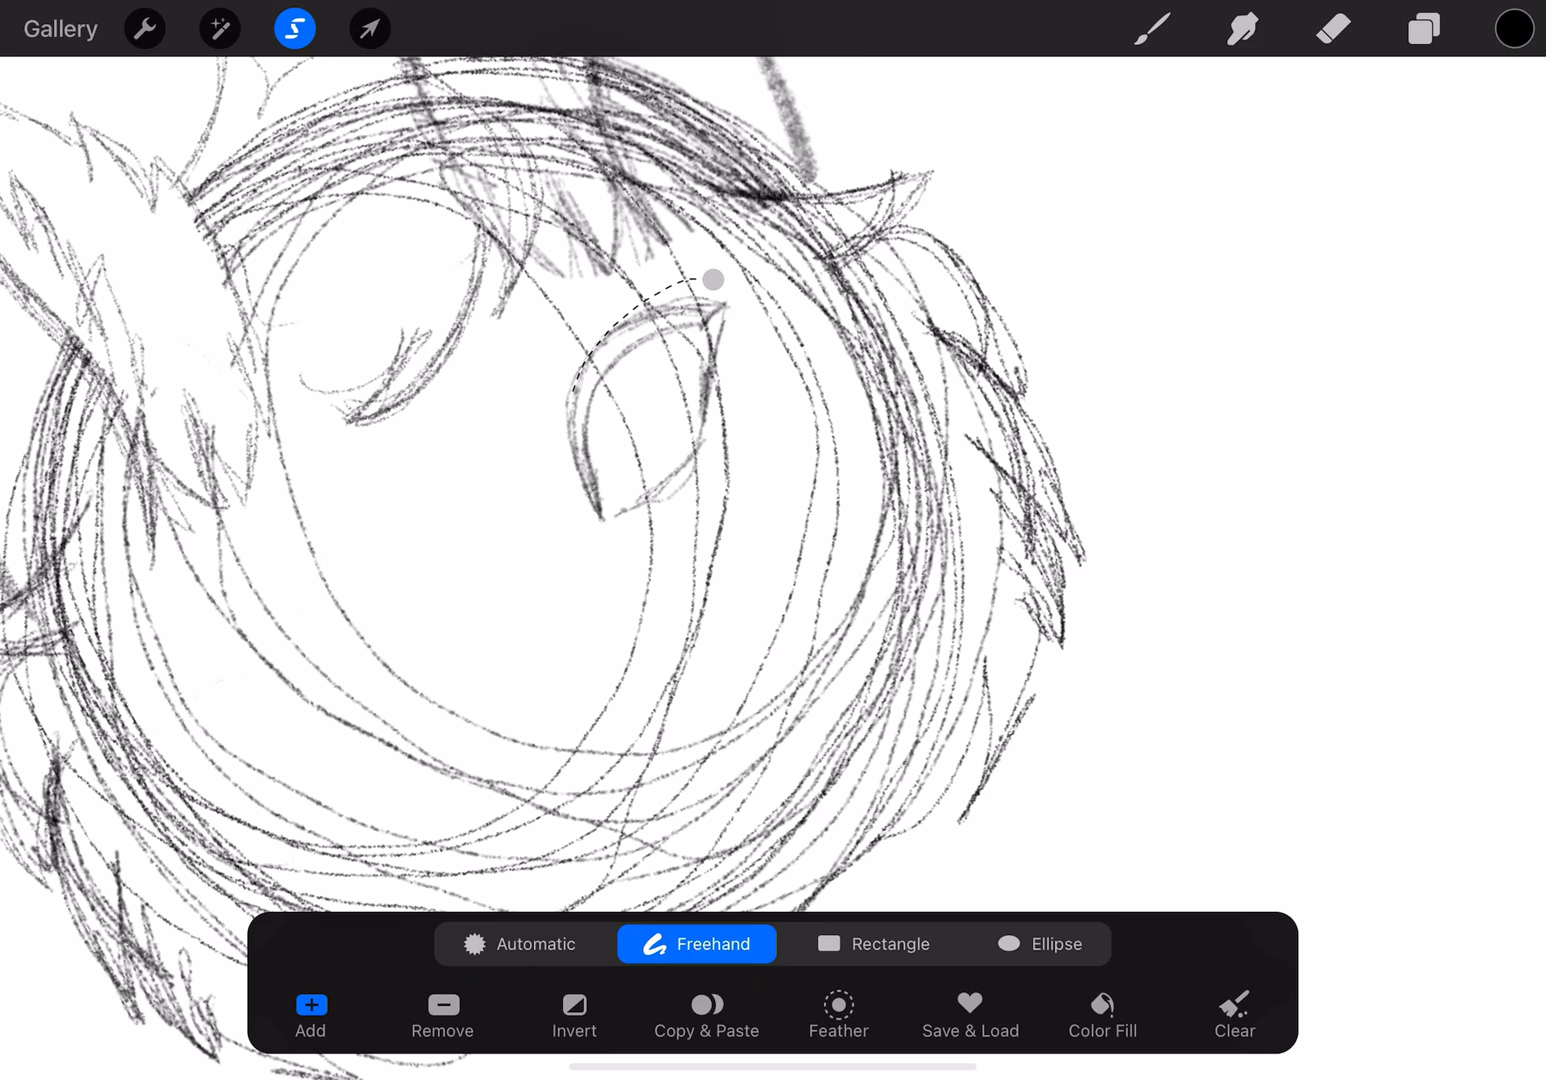 Gallery
Automatic Freehand Rectangle Ellipse
Add Remove Invert Copy & Paste Feather Save & Load Color Fill Clear